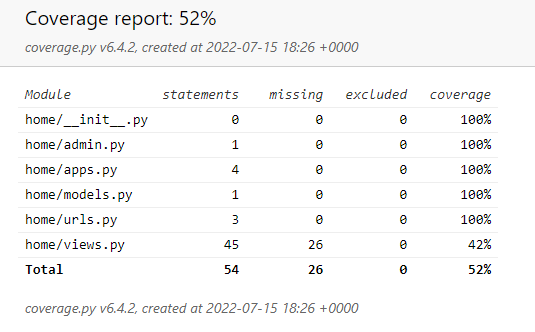 Coverage report: 52%
coverage.py v6.4.2, created at 2022-07-15 18:26 +0000
Module statements missing excluded coverage
home/__init__.py 0 0 0 100%
home/admin.py 1 0 0 100%
home/apps.py 4 0 0 100%
home/models.py 1 0 0 100%
home/urls.py 3 0 0 100%
home/views.py 45 26 0 42%
Total 54 26 0 52%
coverage.py v6.4.2, created at 2022-07-15 18:26 +0000